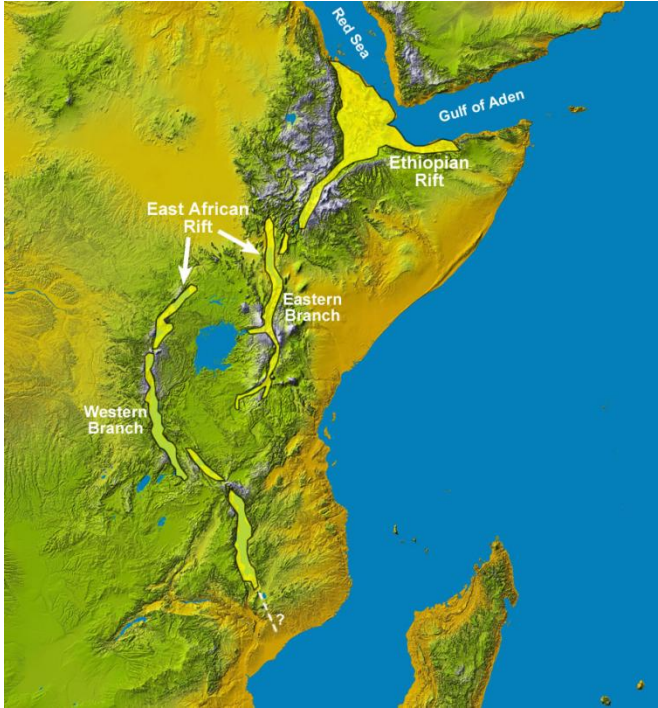 Red Sea
Gulf of Aden
Ethiopian
Rift
East African
Rift
Eastern
Branch
Western
Branch
?